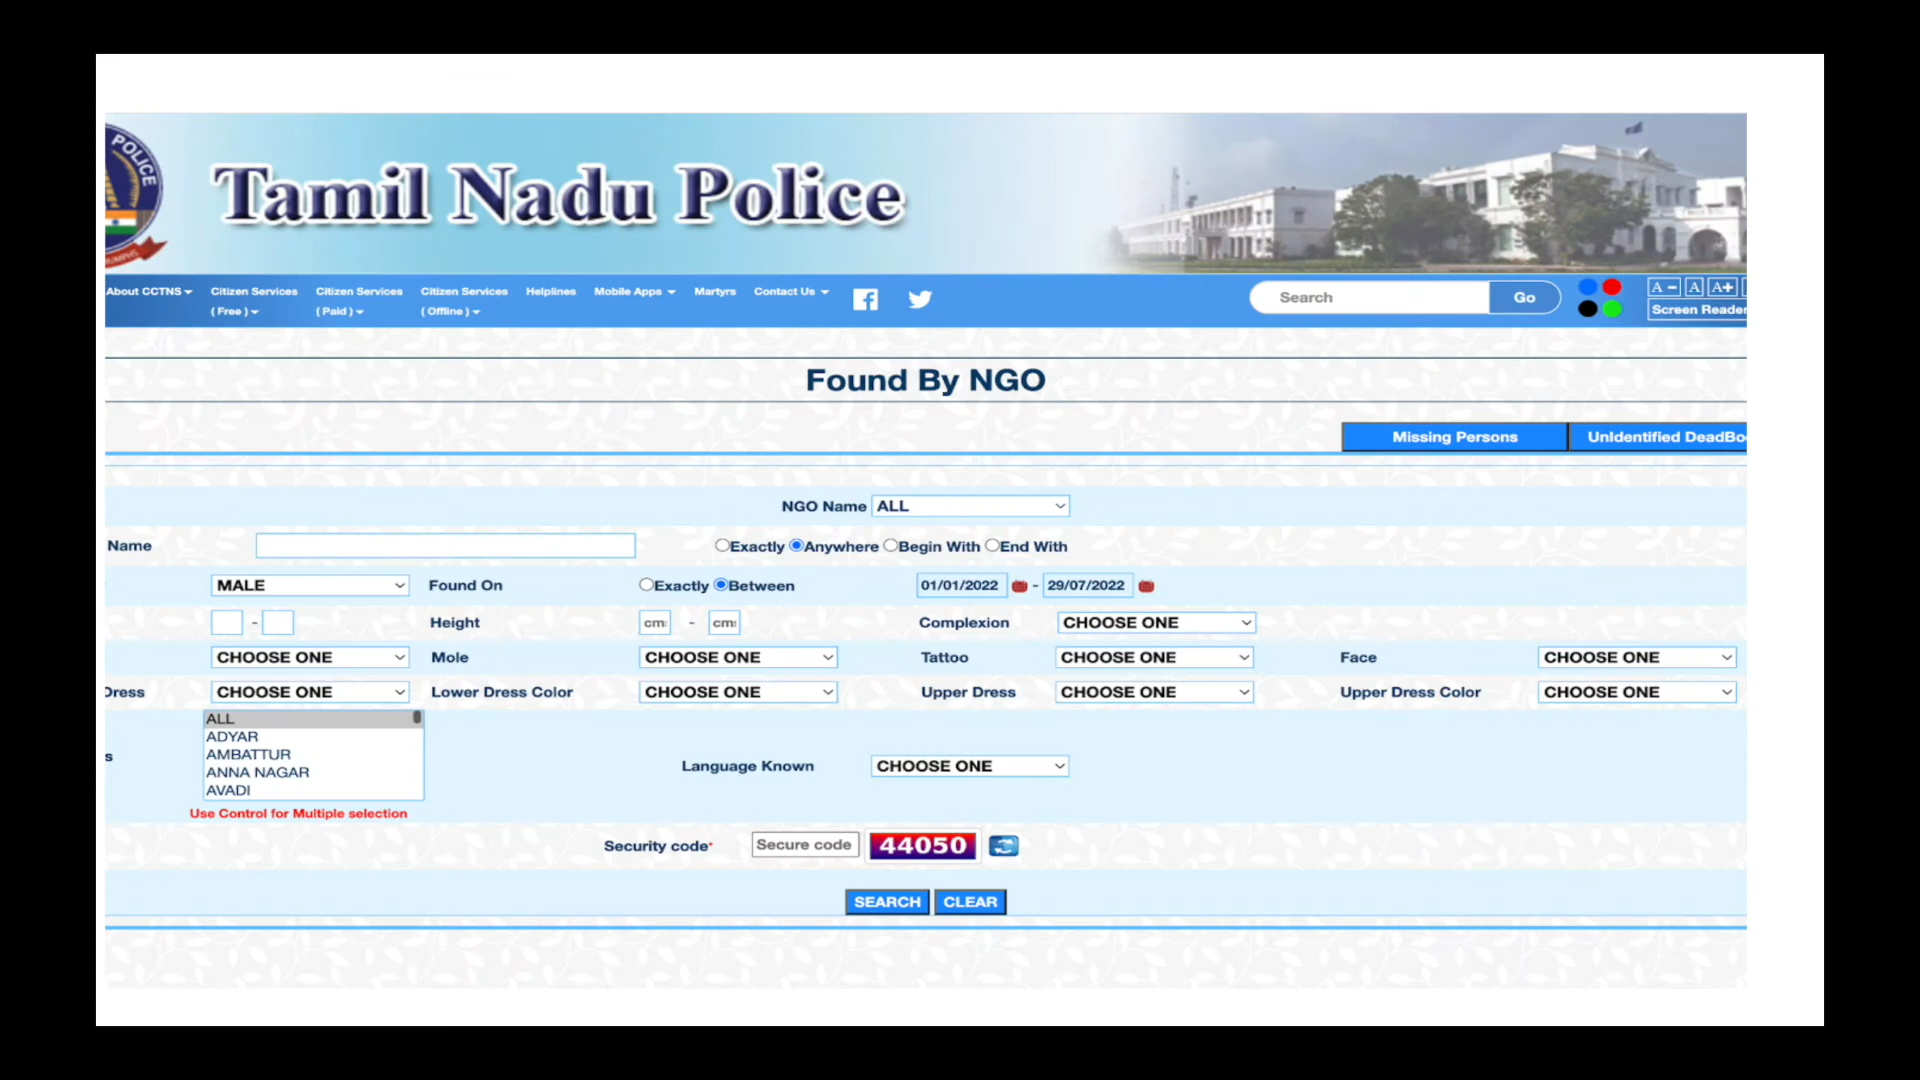 POLICE
Tamil Nadu Police
About CCTNS Citizen Services ( Free ) Citizen Services ( Paid ) Citizen Services ( Offline ) Helplines Mobile Apps Martyrs Contact Us Search Go A - A A+
Screen Reader
Found By NGO
Missing Persons UnIdentified DeadBo
NGO Name ALL
Name Exactly Anywhere Begin With End With
MALE Found On Exactly Between 01/01/2022 - 29/07/2022
- Height cm - cm Complexion CHOOSE ONE
CHOOSE ONE Mole CHOOSE ONE Tattoo CHOOSE ONE Face CHOOSE ONE
Dress CHOOSE ONE Lower Dress Color CHOOSE ONE Upper Dress CHOOSE ONE Upper Dress Color CHOOSE ONE
ALL
ADYAR
AMBATTUR
s Language Known CHOOSE ONE
ANNA NAGAR
AVADI
Use Control for Multiple selection
Security code* Secure code 44050
SEARCH CLEAR